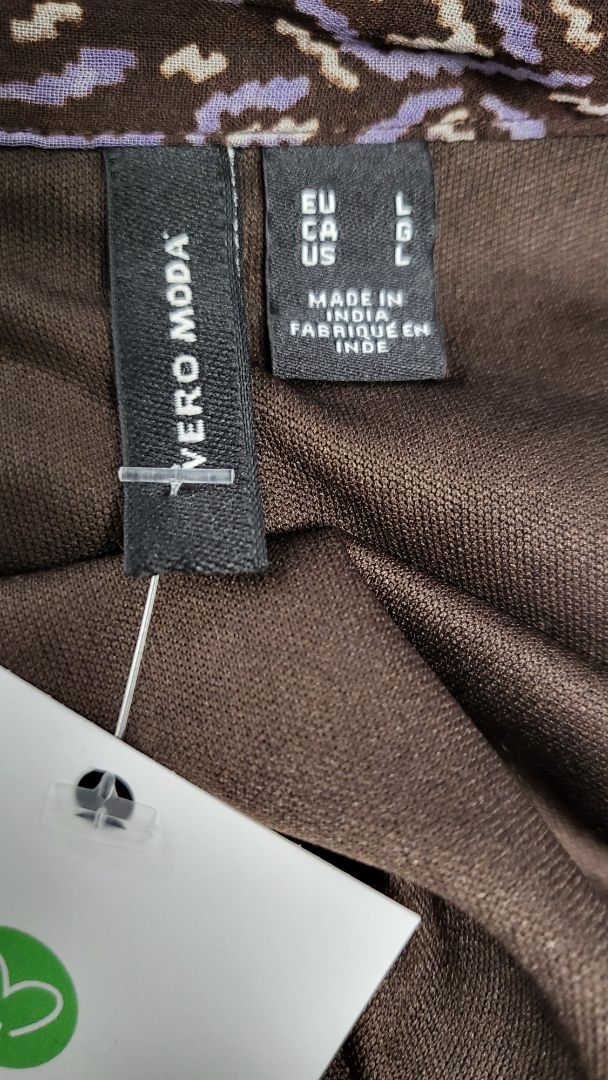 VERO MODA
EU L
CA G
US L
MADE IN
INDIA
FABRIQUÉ EN
INDE